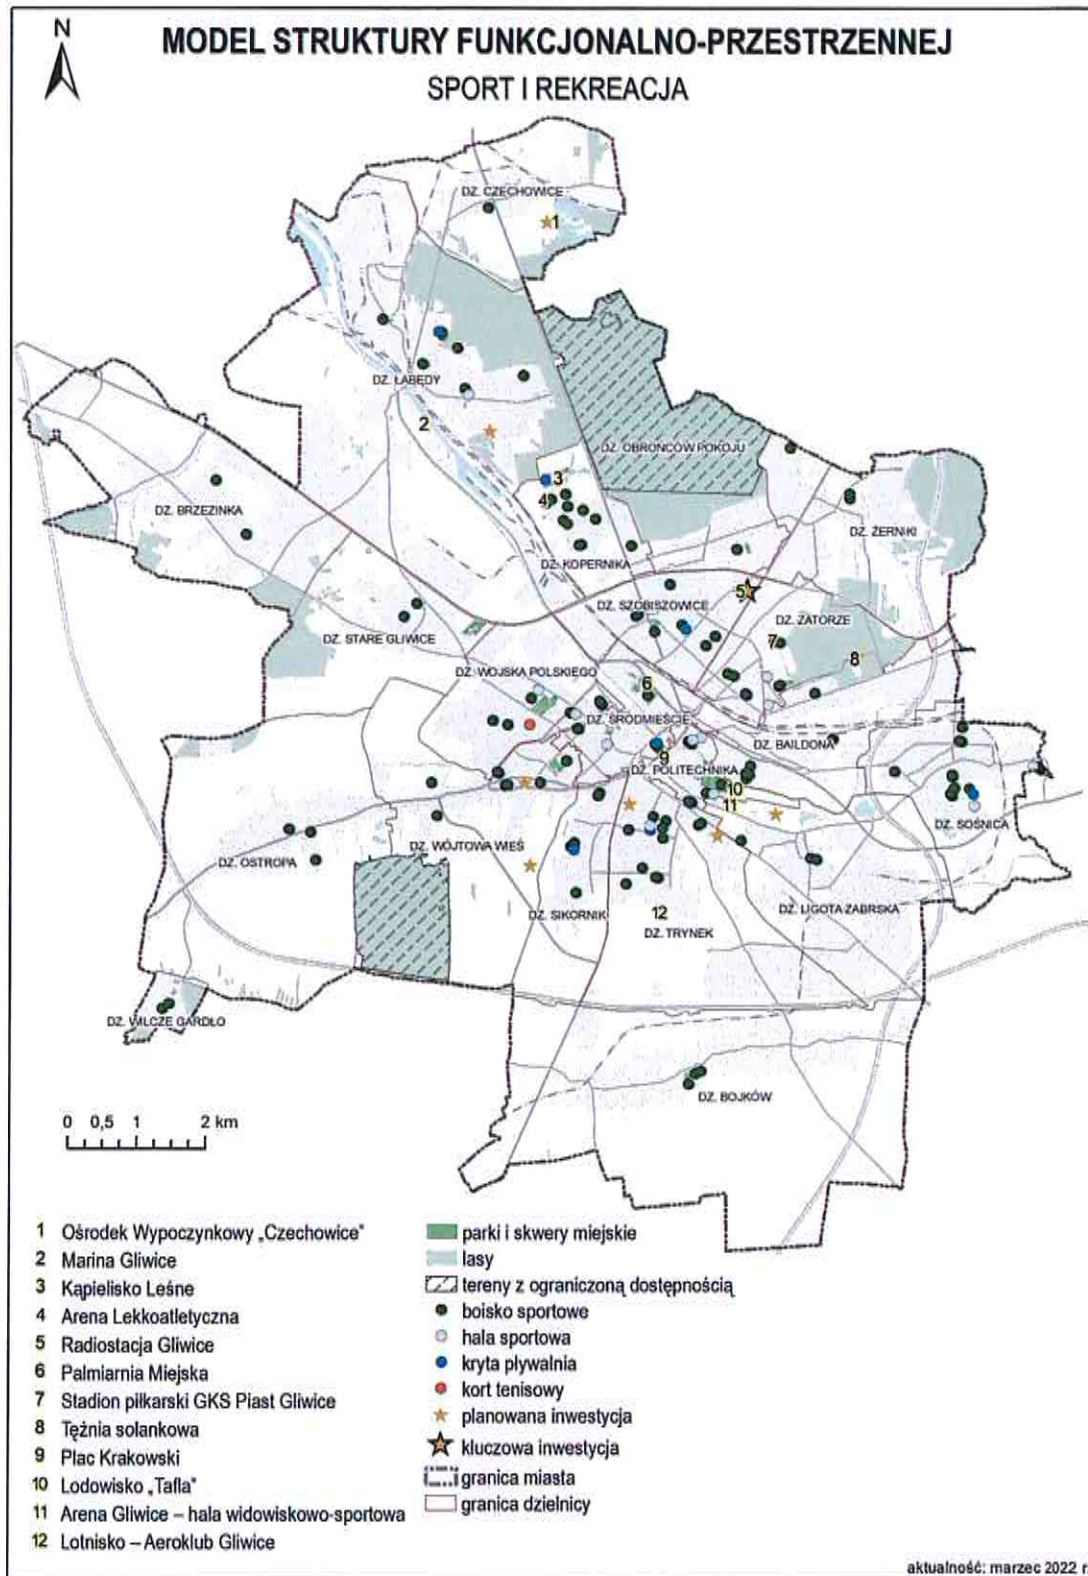 N
MODEL STRUKTURY FUNKCJONALNO-PRZESTRZENNEJ
SPORT I REKREACJA
DZ. CZECHOWICE
1
DZ. ŁABĘDY
2
DZ. OBROŃCÓW POKOJU
3
4
DZ. BRZEZINKA
DZ. ŻERNIKI
DZ. KOPERNIKA
5
DZ. SZOBISZOWICE
DZ. ZATORZE
DZ. STARE GLIWICE
7
8
DZ. WOJSKA POLSKIEGO
6
DZ. ŚRÓDMIEŚCIE
DZ. BAILDONA
9
DZ. POLITECHNIKA
10
11
DZ. SOŚNICA
DZ. WÓJTOWA WIEŚ
DZ. OSTROPA
DZ. SIKORNIK
12
DZ. LIGOTA ZABRSKA
DZ. TRYNEK
DZ. WILCZE GARDŁO
DZ. BOJKÓW
0 0,5 1 2 km
1 Ośrodek Wypoczynkowy „Czechowice"
2 Marina Gliwice
3 Kąpielisko Leśne
4 Arena Lekkoatletyczna
5 Radiostacja Gliwice
6 Palmiarnia Miejska
7 Stadion piłkarski GKS Piast Gliwice
8 Tężnia solankowa
9 Plac Krakowski
10 Lodowisko „Tafla"
11 Arena Gliwice – hala widowiskowo-sportowa
12 Lotnisko – Aeroklub Gliwice
parki i skwery miejskie
lasy
tereny z ograniczoną dostępnością
boisko sportowe
hala sportowa
kryta pływalnia
kort tenisowy
planowana inwestycja
kluczowa inwestycja
granica miasta
granica dzielnicy
aktualność: marzec 2022 r